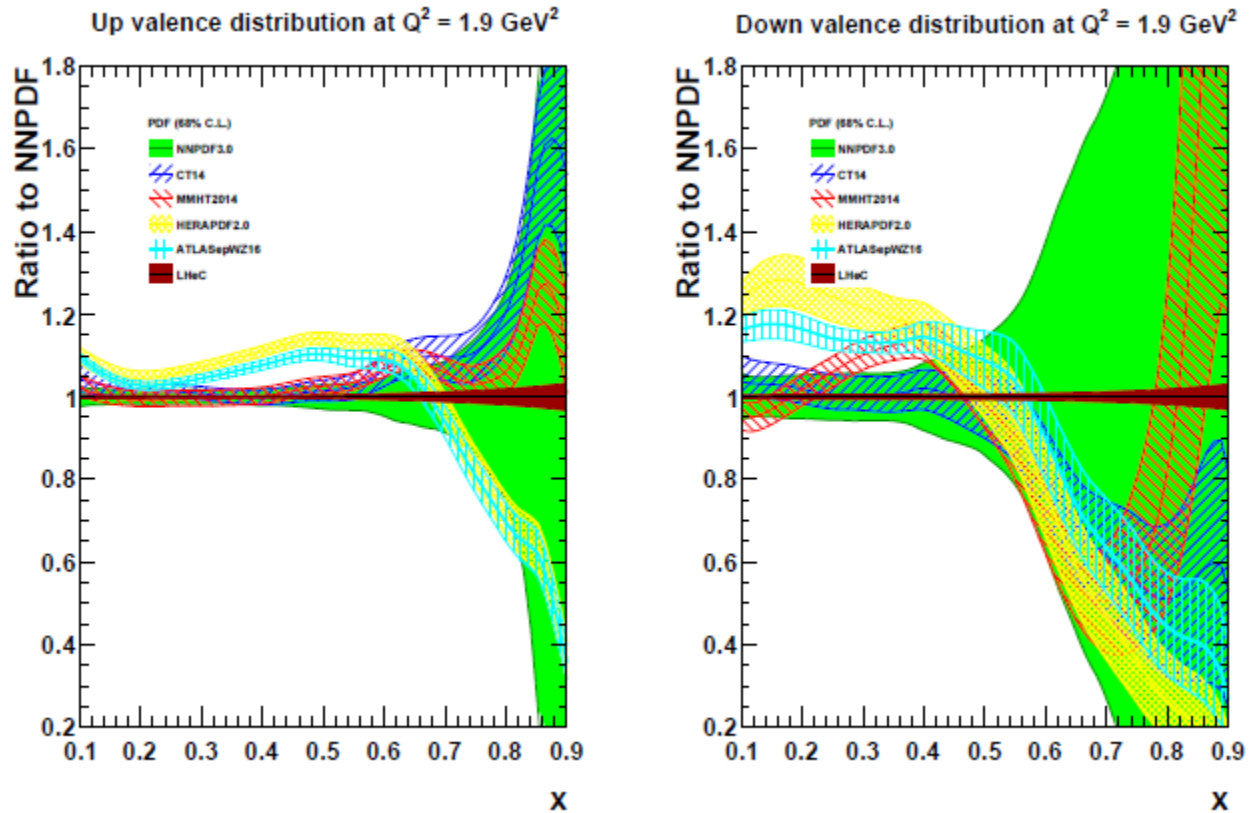 Up valence distribution at Q² = 1.9 GeV²
Ratio to NNPDF
1.8
1.6
1.4
1.2
1
0.8
0.6
0.4
0.2
PDF (68% C.L.)
NNPDF3.0
CT14
MMHT2014
HERAPDF2.0
ATLASepWZ16
LHeC
0.1 0.2 0.3 0.4 0.5 0.6 0.7 0.8 0.9
x
Down valence distribution at Q² = 1.9 GeV²
Ratio to NNPDF
1.8
1.6
1.4
1.2
1
0.8
0.6
0.4
0.2
PDF (68% C.L.)
NNPDF3.0
CT14
MMHT2014
HERAPDF2.0
ATLASepWZ16
LHeC
0.1 0.2 0.3 0.4 0.5 0.6 0.7 0.8 0.9
x